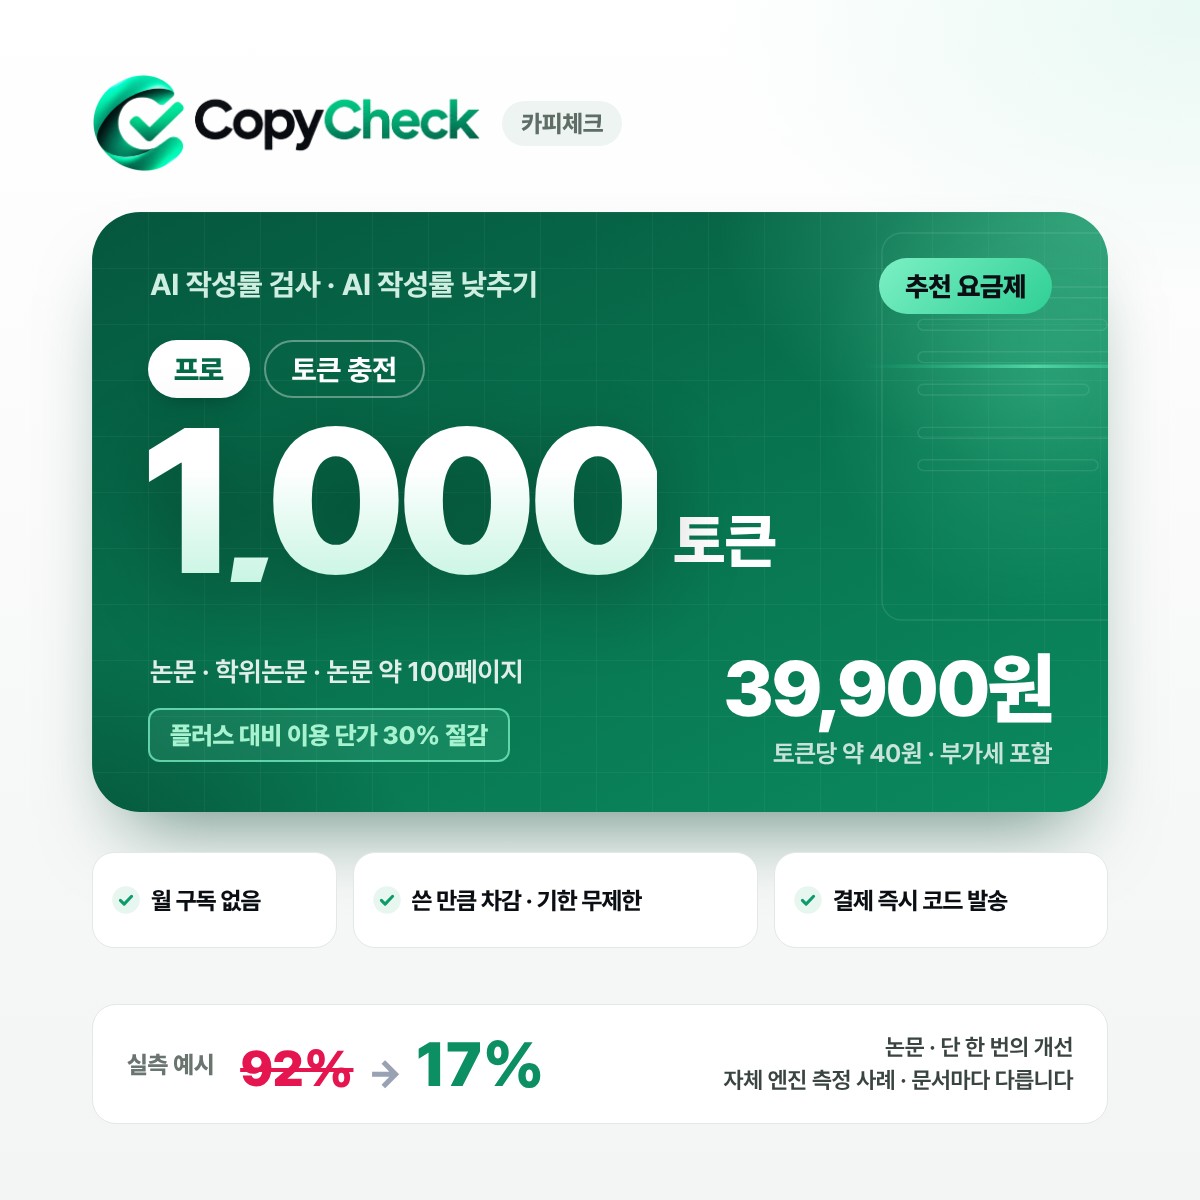 CopyCheck 카피체크
AI 작성률 검사 · AI 작성률 낮추기
추천 요금제
프로 토큰 충전
1,000 토큰
논문 · 학위논문 · 논문 약 100페이지
플러스 대비 이용 단가 30% 절감
39,900원
토큰당 약 40원 · 부가세 포함
월 구독 없음
쓴 만큼 차감 · 기한 무제한
결제 즉시 코드 발송
실측 예시 92% → 17%
논문 · 단 한 번의 개선
자체 엔진 측정 사례 · 문서마다 다릅니다